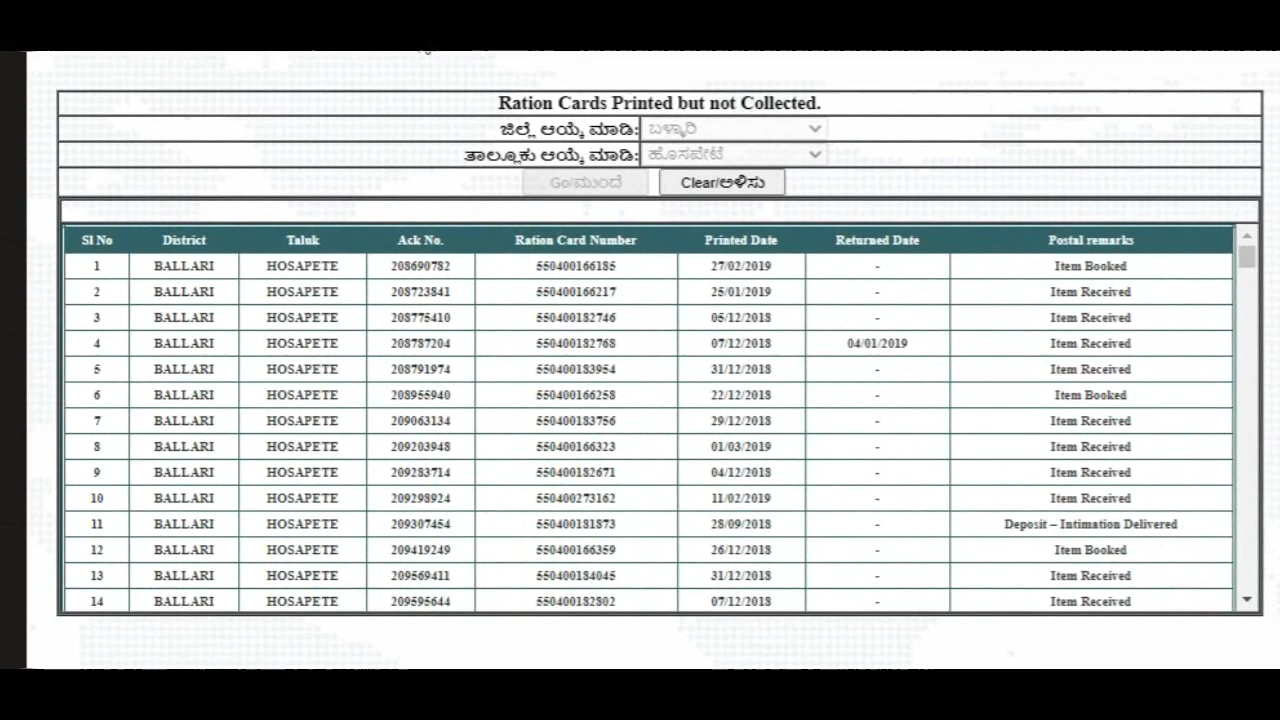 Ration Cards Printed but not Collected.
ಜಿಲ್ಲೆ ಆಯ್ಕೆ ಮಾಡಿ: ಬಳ್ಳಾರಿ
ತಾಲ್ಲೂಕು ಆಯ್ಕೆ ಮಾಡಿ: ಹೊಸಪೇಟೆ
Go/ಮುಂದೆ Clear/ಅಳಿಸು
Sl No District Taluk Ack No. Ration Card Number Printed Date Returned Date Postal remarks
1 BALLARI HOSAPETE 208690782 550400166185 27/02/2019 - Item Booked
2 BALLARI HOSAPETE 208723841 550400166217 25/01/2019 - Item Received
3 BALLARI HOSAPETE 208775410 550400182746 05/12/2018 - Item Received
4 BALLARI HOSAPETE 208787204 550400182768 07/12/2018 04/01/2019 Item Received
5 BALLARI HOSAPETE 208791974 550400183954 31/12/2018 - Item Received
6 BALLARI HOSAPETE 208955940 550400166258 22/12/2018 - Item Booked
7 BALLARI HOSAPETE 209063134 550400183756 29/12/2018 - Item Received
8 BALLARI HOSAPETE 209203948 550400166323 01/03/2019 - Item Received
9 BALLARI HOSAPETE 209283714 550400182671 04/12/2018 - Item Received
10 BALLARI HOSAPETE 209298924 550400273162 11/02/2019 - Item Received
11 BALLARI HOSAPETE 209307454 550400181873 28/09/2018 - Deposit – Intimation Delivered
12 BALLARI HOSAPETE 209419249 550400166359 26/12/2018 - Item Booked
13 BALLARI HOSAPETE 209569411 550400184045 31/12/2018 - Item Received
14 BALLARI HOSAPETE 209595644 550400182802 07/12/2018 - Item Received